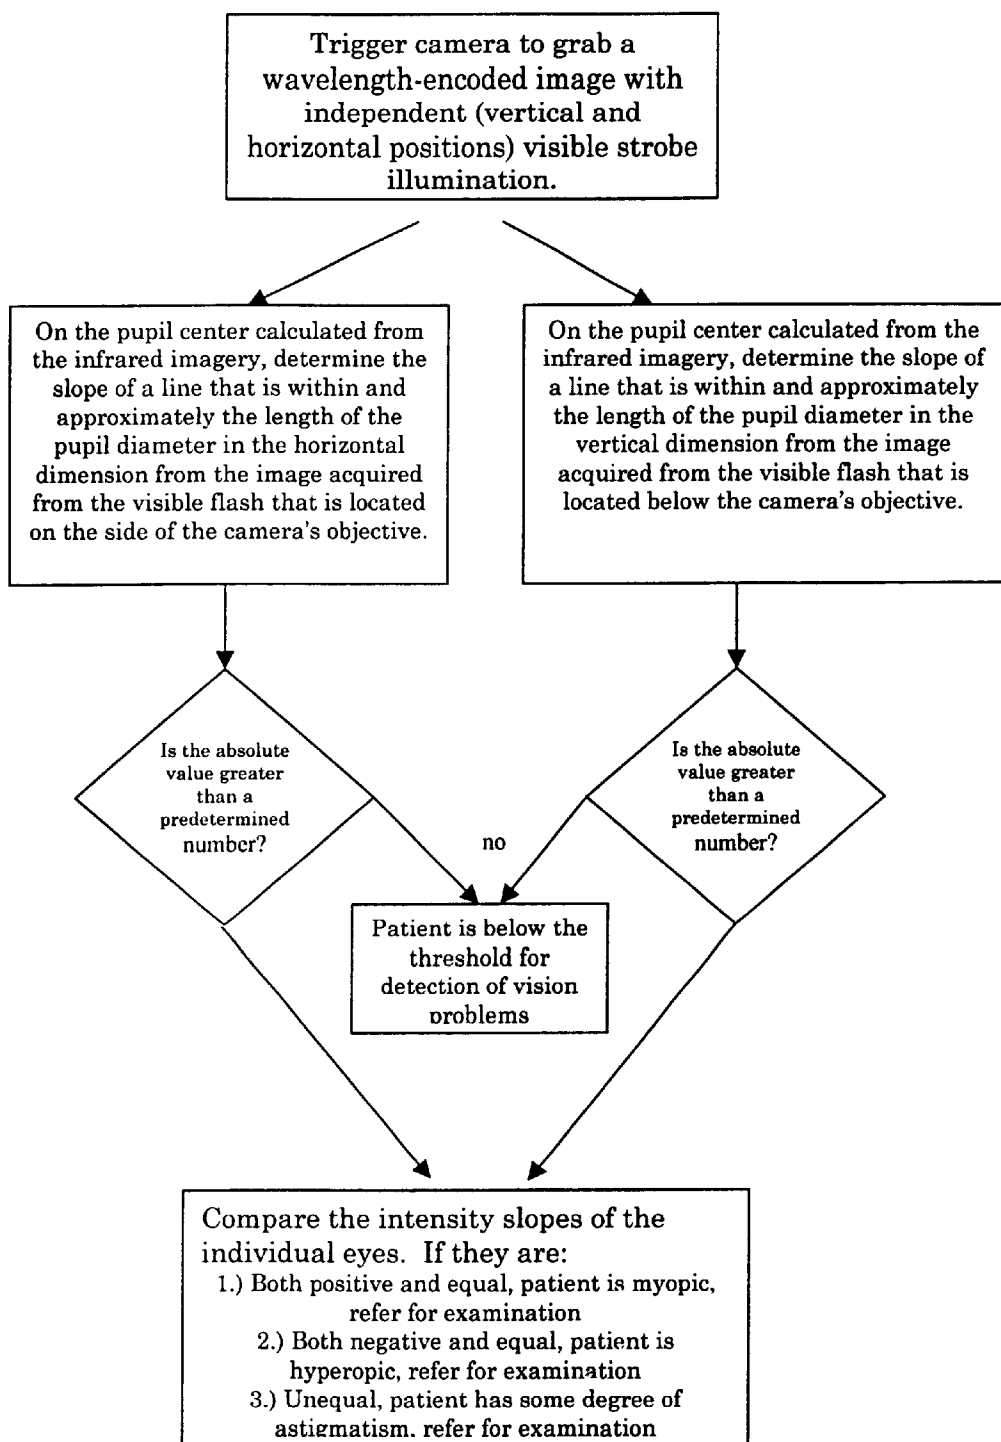 Trigger camera to grab a
wavelength-encoded image with
independent (vertical and
horizontal positions) visible strobe
illumination.
On the pupil center calculated from
the infrared imagery, determine the
slope of a line that is within and
approximately the length of the
pupil diameter in the horizontal
dimension from the image acquired
from the visible flash that is located
on the side of the camera's objective.
On the pupil center calculated from the
infrared imagery, determine the slope of
a line that is within and approximately
the length of the pupil diameter in the
vertical dimension from the image
acquired from the visible flash that is
located below the camera's objective.
Is the absolute
value greater
than a
predetermined
number?
Is the absolute
value greater
than a
predetermined
number?
no
Patient is below the
threshold for
detection of vision
problems
Compare the intensity slopes of the
individual eyes. If they are:
1.) Both positive and equal, patient is myopic,
refer for examination
2.) Both negative and equal, patient is
hyperopic, refer for examination
3.) Unequal, patient has some degree of
astigmatism, refer for examination